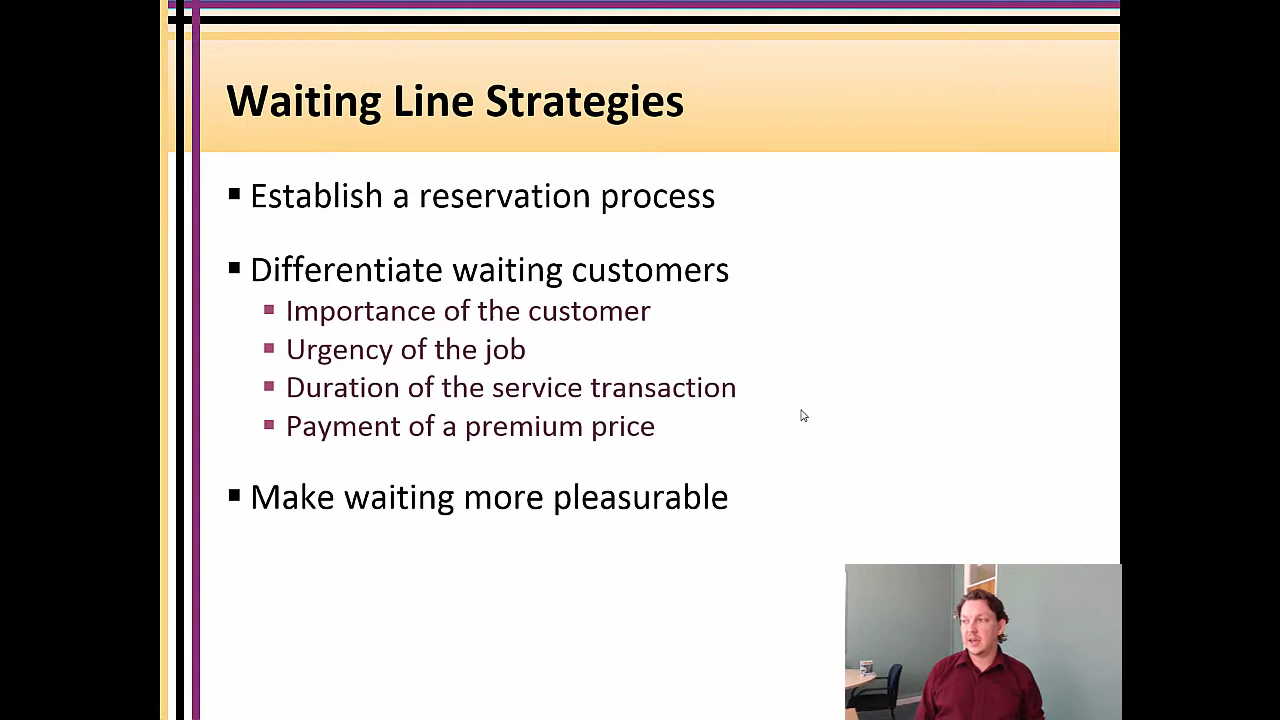 Waiting Line Strategies
Establish a reservation process
Differentiate waiting customers
Importance of the customer
Urgency of the job
Duration of the service transaction
Payment of a premium price
Make waiting more pleasurable